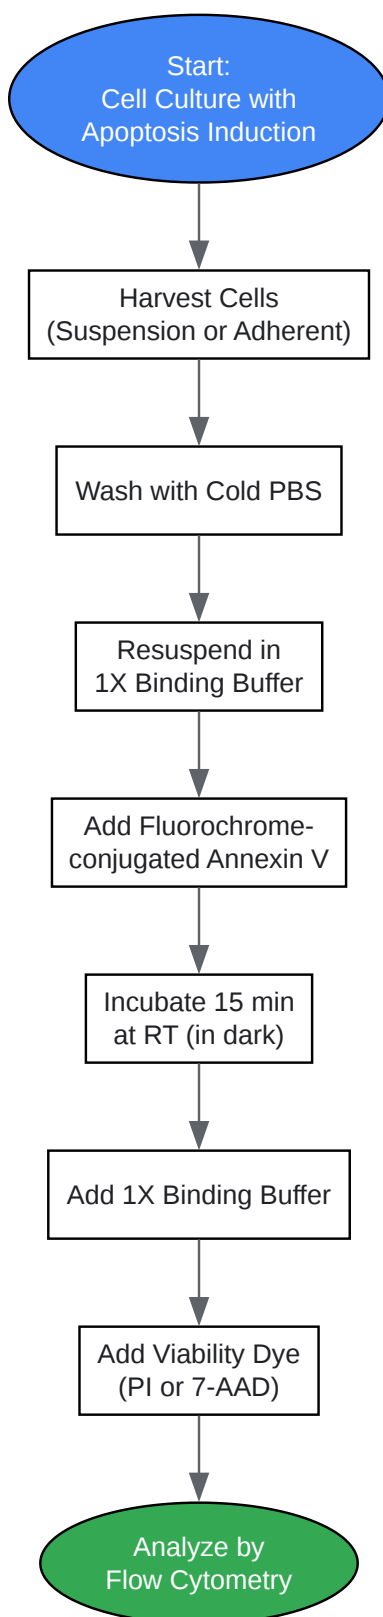 Start:
Cell Culture with
Apoptosis Induction
Harvest Cells
(Suspension or Adherent)
Wash with Cold PBS
Resuspend in
1X Binding Buffer
Add Fluorochrome-
conjugated Annexin V
Incubate 15 min
at RT (in dark)
Add 1X Binding Buffer
Add Viability Dye
(PI or 7-AAD)
Analyze by
Flow Cytometry